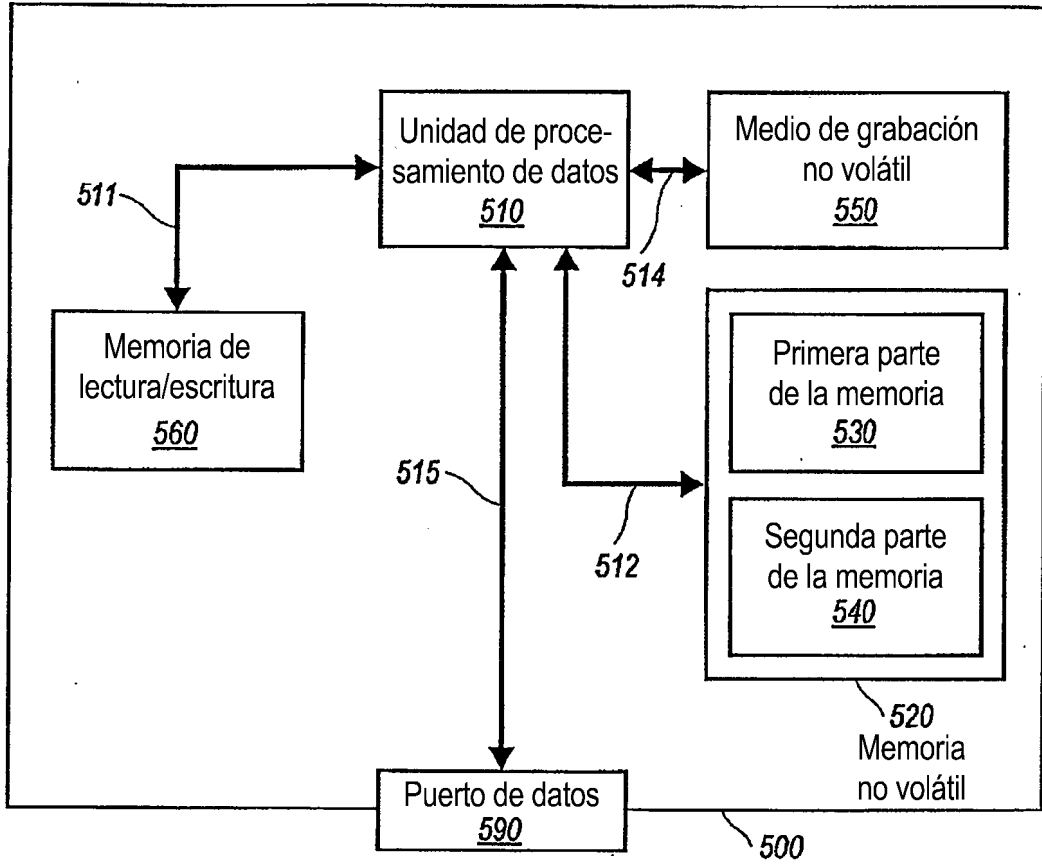 Unidad de proce-
samiento de datos
510
Medio de grabación
no volátil
550
511
514
Memoria de
lectura/escritura
560
Primera parte
de la memoria
530
515
512
Segunda parte
de la memoria
540
520
Memoria
no volátil
Puerto de datos
590
500